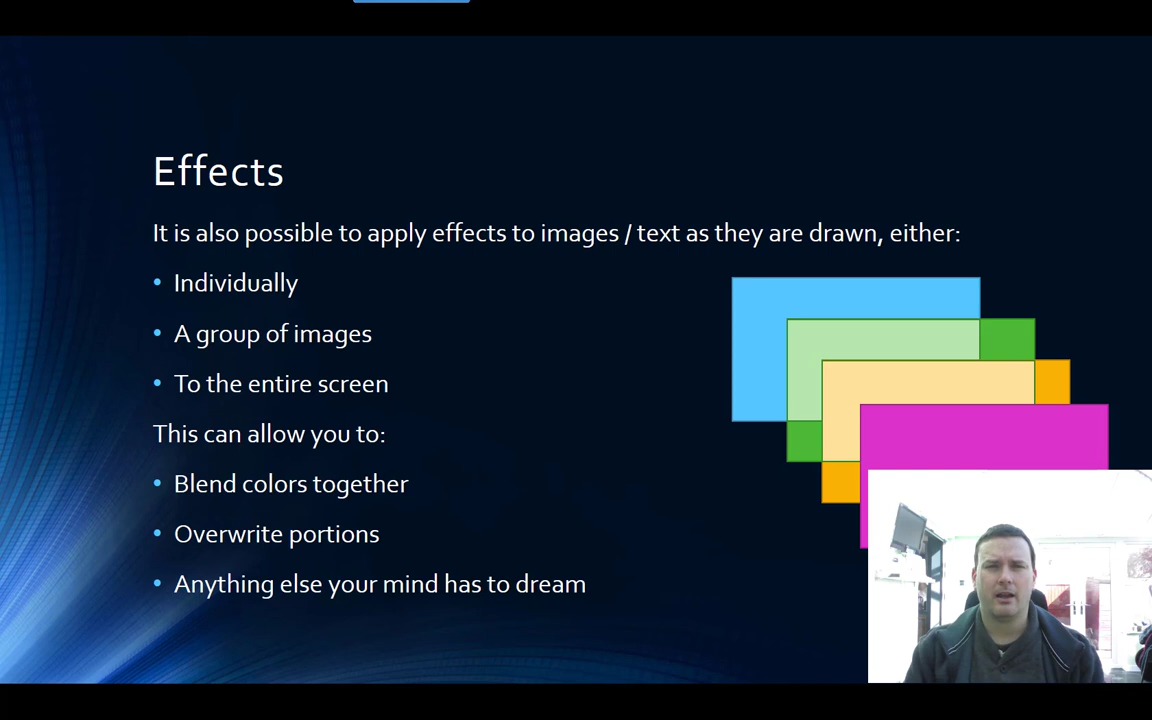 Effects
It is also possible to apply effects to images / text as they are drawn, either:
• Individually
• A group of images
• To the entire screen
This can allow you to:
• Blend colors together
• Overwrite portions
• Anything else your mind has to dream